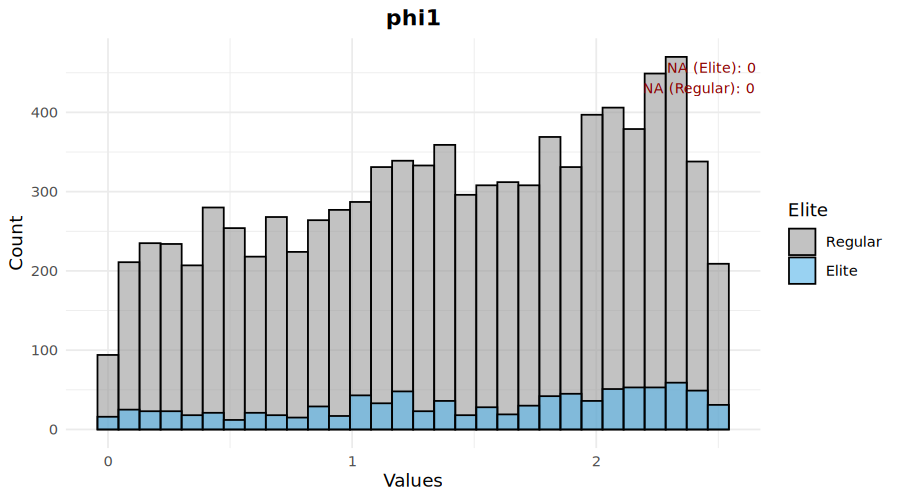 phi1
NA (Elite): 0
NA (Regular): 0
400
300
200
100
0
Count
0
1
2
Values
Elite
Regular
Elite